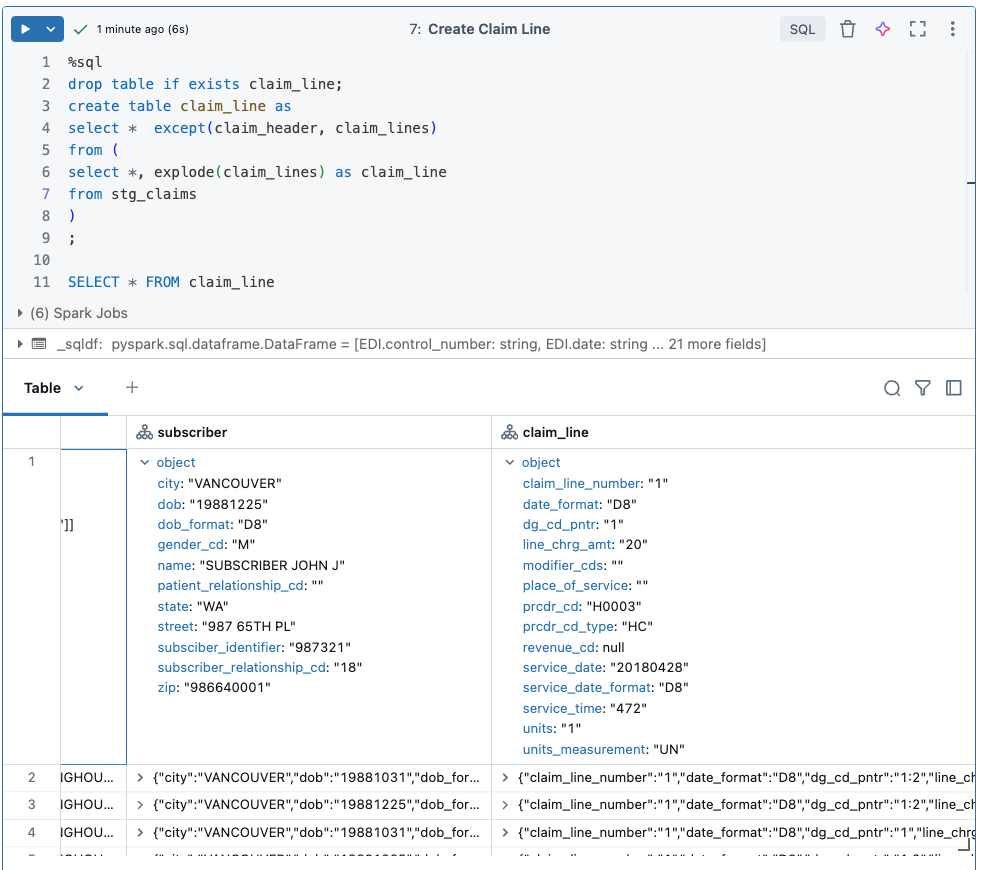 1 minute ago (6s)
7: Create Claim Line
SQL
1 %sql
2 drop table if exists claim_line;
3 create table claim_line as
4 select *  except(claim_header, claim_lines)
5 from (
6 select *, explode(claim_lines) as claim_line
7 from stg_claims
8 )
9 ;
10
11 SELECT * FROM claim_line
(6) Spark Jobs
_sqldf: pyspark.sql.dataframe.DataFrame = [EDI.control_number: string, EDI.date: string ... 21 more fields]
Table
+
subscriber
claim_line
1
"]]
object
city: "VANCOUVER"
dob: "19881225"
dob_format: "D8"
gender_cd: "M"
name: "SUBSCRIBER JOHN J"
patient_relationship_cd: ""
state: "WA"
street: "987 65TH PL"
subsciber_identifier: "987321"
subscriber_relationship_cd: "18"
zip: "986640001"
object
claim_line_number: "1"
date_format: "D8"
dg_cd_pntr: "1"
line_chrg_amt: "20"
modifier_cds: ""
place_of_service: ""
prcdr_cd: "H0003"
prcdr_cd_type: "HC"
revenue_cd: null
service_date: "20180428"
service_date_format: "D8"
service_time: "472"
units: "1"
units_measurement: "UN"
2 IGHOU... {"city":"VANCOUVER","dob":"19881031","dob_for... {"claim_line_number":"1","date_format":"D8","dg_cd_pntr":"1:2","line_ch
3 IGHOU... {"city":"VANCOUVER","dob":"19881225","dob_for... {"claim_line_number":"1","date_format":"D8","dg_cd_pntr":"1:2","line_ch
4 IGHOU... {"city":"VANCOUVER","dob":"19881031","dob_for... {"claim_line_number":"1","date_format":"D8","dg_cd_pntr":"1","line_chrg